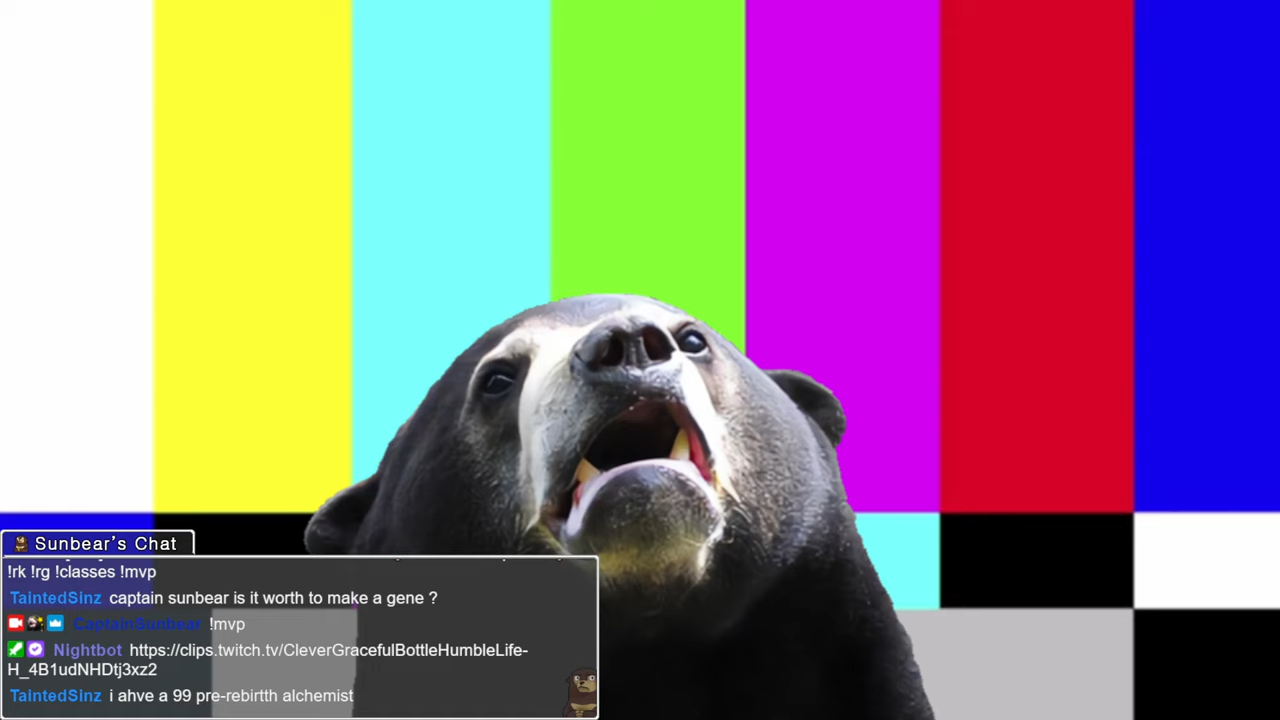 Sunbear's Chat
!rk !rg !classes !mvp
TaintedSinz captain sunbear is it worth to make a gene ?
CaptainSunbear !mvp
Nightbot https://clips.twitch.tv/CleverGracefulBottleHumbleLife-
H_4B1udNHDtj3xz2
TaintedSinz i ahve a 99 pre-rebirtth alchemist